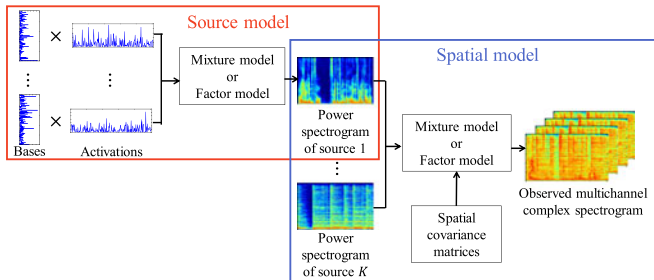 Source model
Spatial model
×
Mixture model
or
Factor model
⋮
⋮
×
Bases
Activations
Power
spectrogram
of source 1
⋮
Power
spectrogram
of source K
Mixture model
or
Factor model
Spatial
covariance
matrices
Observed multichannel
complex spectrogram